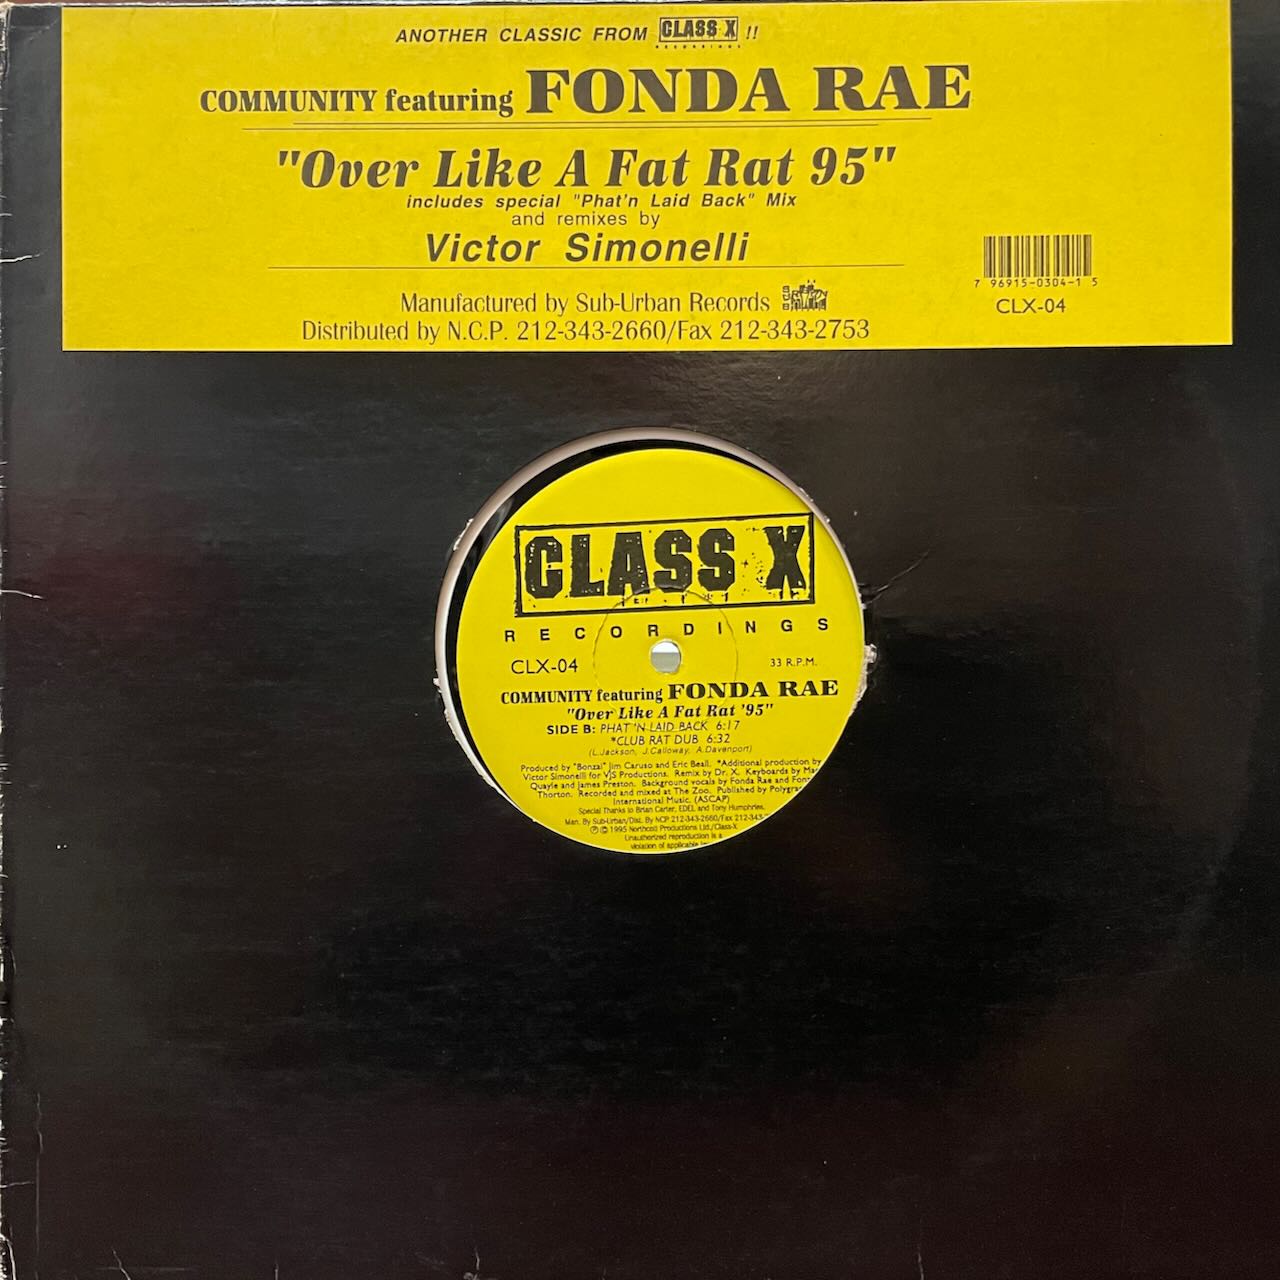 ANOTHER CLASSIC FROM CLASS X !!
RECORDINGS
COMMUNITY featuring FONDA RAE
"Over Like A Fat Rat 95"
includes special "Phat'n Laid Back" Mix
and remixes by
Victor Simonelli
Manufactured by Sub-Urban Records SUB URBAN
Distributed by N.C.P. 212-343-2660/Fax 212-343-2753
7 96915-0304-1 5
CLX-04
CLASS X
RECORDINGS
CLX-04 33 R.P.M.
COMMUNITY featuring FONDA RAE
"Over Like A Fat Rat '95"
SIDE B: PHAT 'N LAID BACK 6:17
*CLUB RAT DUB 6:32
(L.Jackson, J.Calloway, A.Davenport)
Produced by "Bonzai" Jim Caruso and Eric Beall. *Additional production by
Victor Simonelli for VJS Productions. Remix by Dr. X. Keyboards by
Quayle and James Preston. Background vocals by Fonda Rae and
Thorton. Recorded and mixed at The Zoo. Published by
International Music. (ASCAP)
Special Thanks to Brian Carter, EDEL and Tony Humphries.
Man. By Sub-Urban/Dist. By NCP 212-343-2660/Fax 212-343-
Ⓟ © 1995 Northcott Productions Ltd./Class-X
Unauthorized reproduction is a
violation of applicable